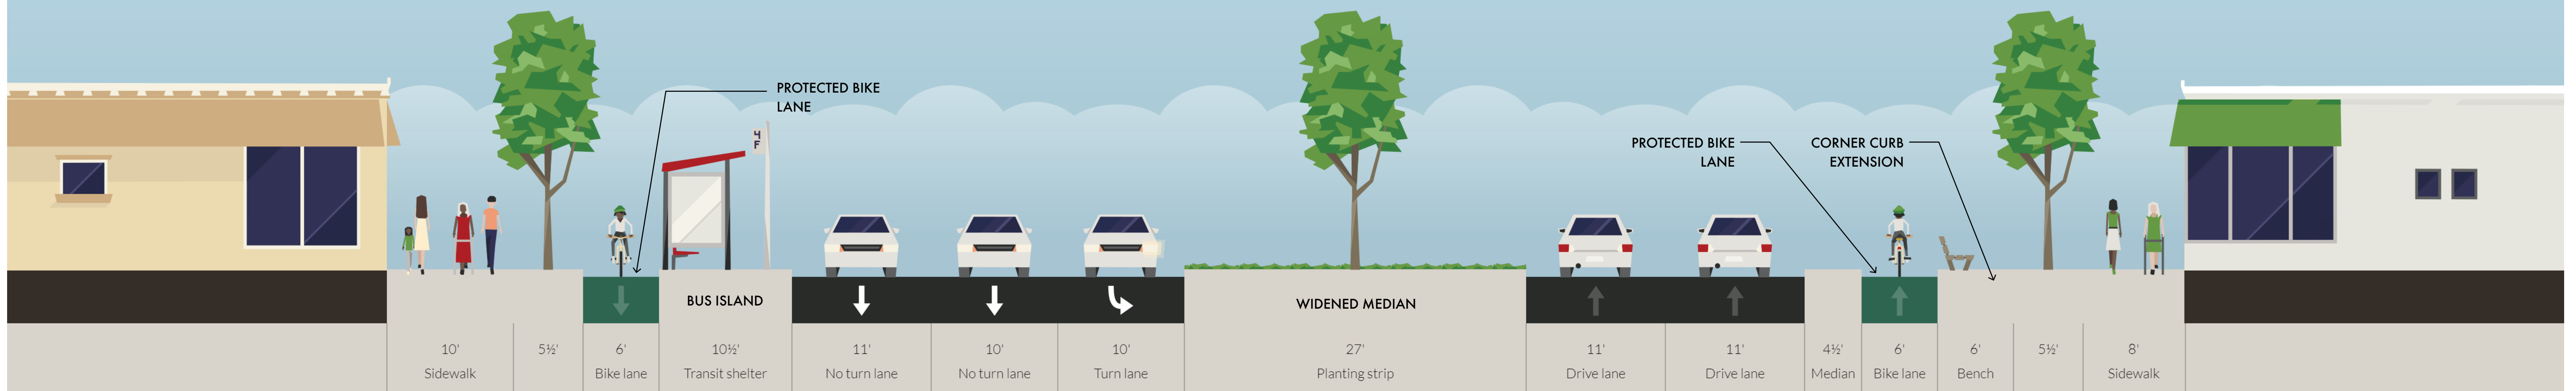 PROTECTED BIKE
LANE
4
F
PROTECTED BIKE
LANE
CORNER CURB
EXTENSION
BUS ISLAND
WIDENED MEDIAN
10' 5½' 6' 10½' 11' 10' 10' 27' 11' 11' 4½' 6' 6' 5½' 8'
Sidewalk Bike lane Transit shelter No turn lane No turn lane Turn lane Planting strip Drive lane Drive lane Median Bike lane Bench Sidewalk